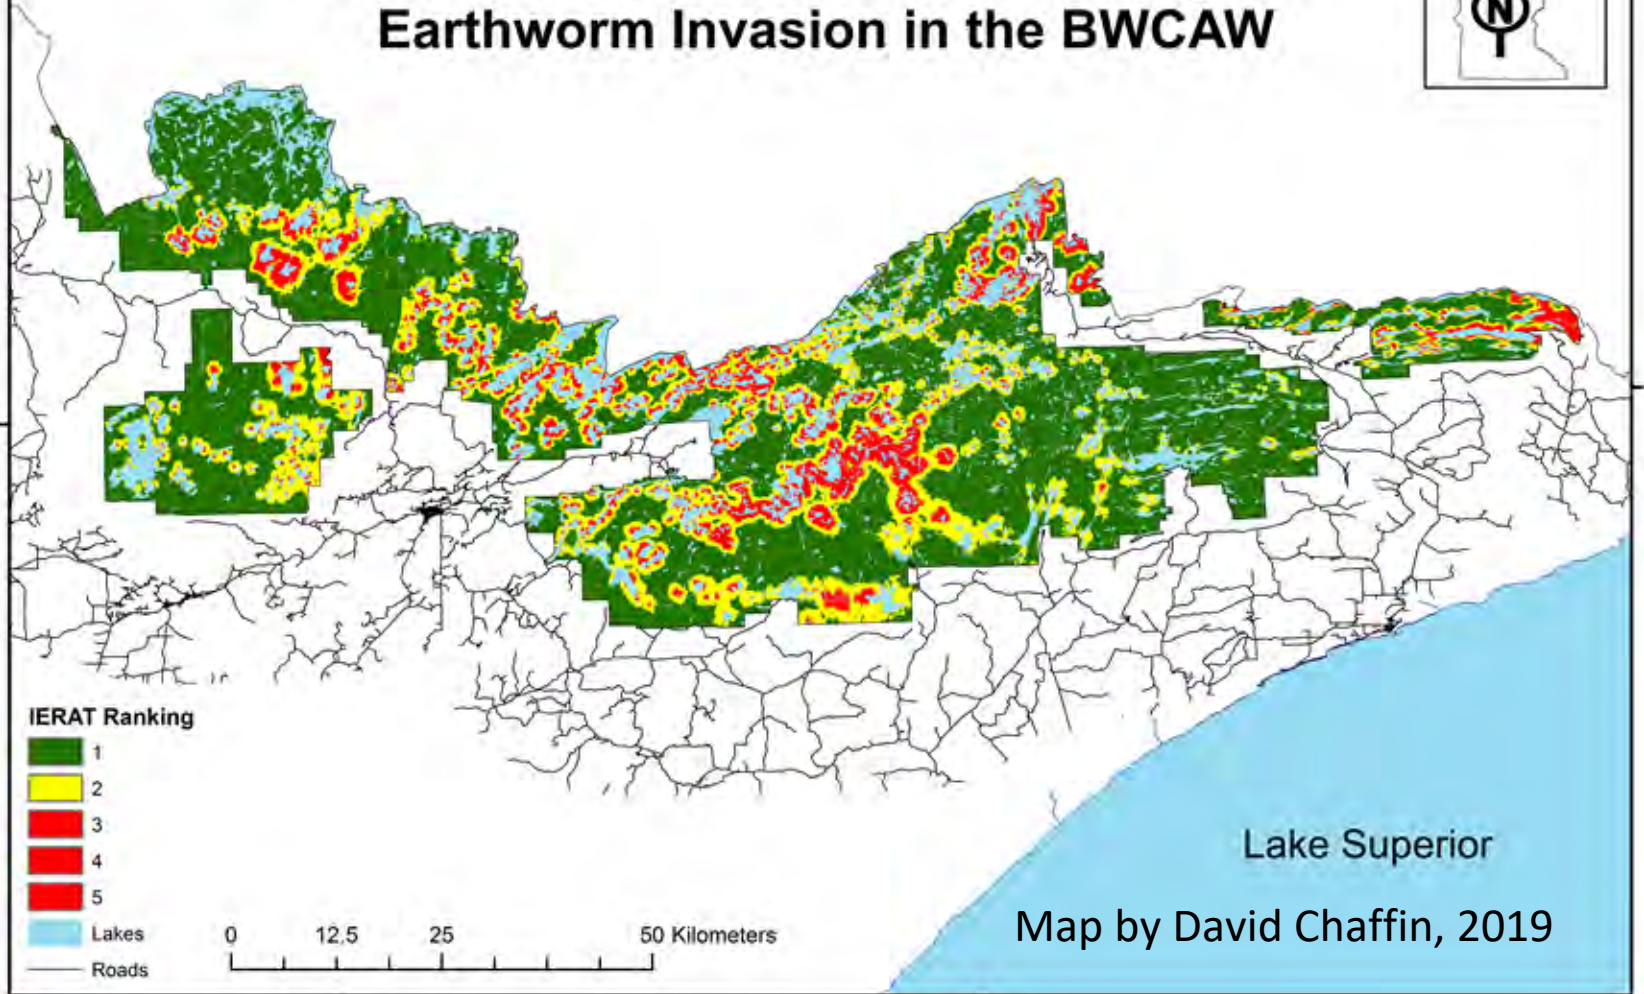 Earthworm Invasion in the BWCAW
N
IERAT Ranking
1
2
3
4
5
Lakes
Roads
0 12.5 25 50 Kilometers
Lake Superior
Map by David Chaffin, 2019